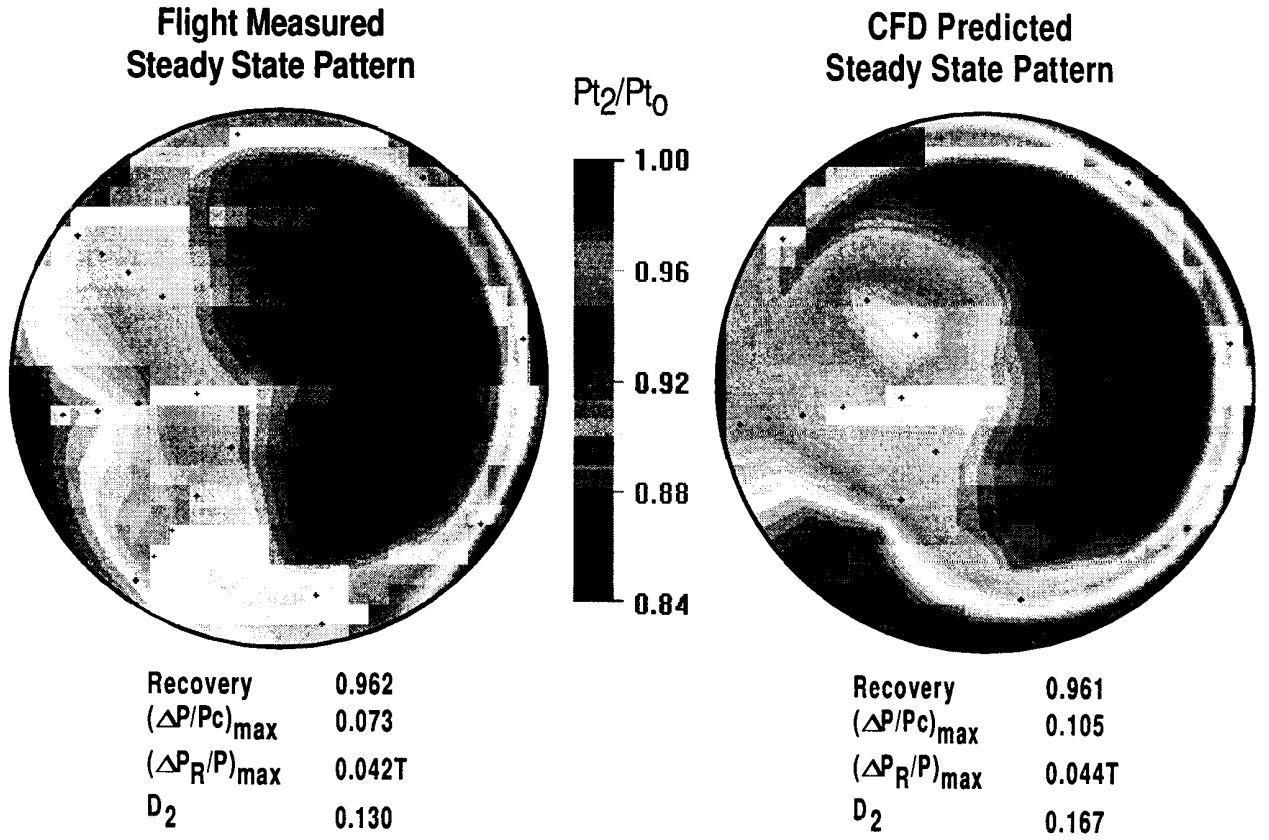 Flight Measured
Steady State Pattern
CFD Predicted
Steady State Pattern
Pt2/Pt0
1.00
0.96
0.92
0.88
0.84
Recovery 0.962
(ΔP/Pc)max 0.073
(ΔPR/P)max 0.042T
D2 0.130
Recovery 0.961
(ΔP/Pc)max 0.105
(ΔPR/P)max 0.044T
D2 0.167